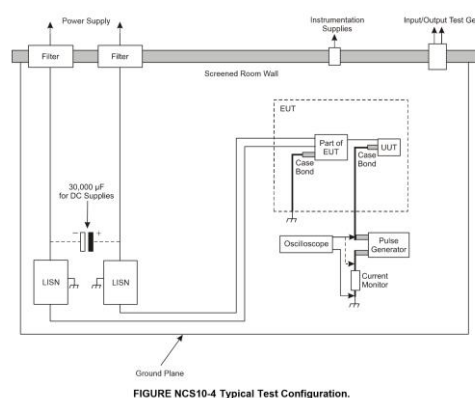 Power Supply
Instrumentation
Supplies
Input/Output Test Ge
Filter
Filter
Screened Room Wall
EUT
Part of
EUT
UUT
Case
Bond
Case
Bond
30,000 µF
for DC Supplies
− +
Oscilloscope
Pulse
Generator
LISN
LISN
Current
Monitor
Ground Plane
FIGURE NCS10-4 Typical Test Configuration.